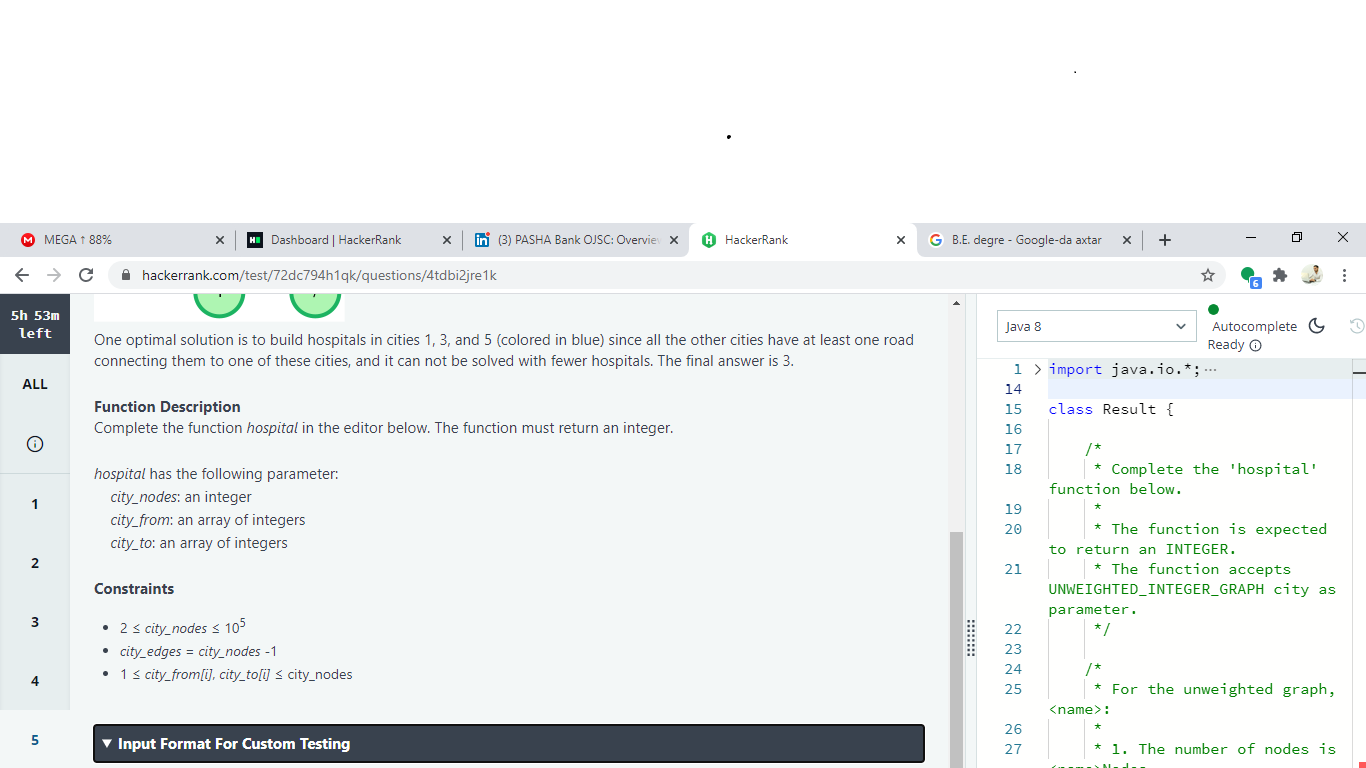 MEGA ↑ 88%
Dashboard | HackerRank
(3) PASHA Bank OJSC: Overvie
HackerRank
B.E. degre - Google-da axtar
hackerrank.com/test/72dc794h1qk/questions/4tdbi2jre1k
6
5h 53m
left
ALL
1
2
3
4
5
One optimal solution is to build hospitals in cities 1, 3, and 5 (colored in blue) since all the other cities have at least one road
connecting them to one of these cities, and it can not be solved with fewer hospitals. The final answer is 3.
Function Description
Complete the function hospital in the editor below. The function must return an integer.
hospital has the following parameter:
city_nodes: an integer
city_from: an array of integers
city_to: an array of integers
Constraints
• 2 ≤ city_nodes ≤ 10^5
• city_edges = city_nodes -1
• 1 ≤ city_from[i], city_to[i] ≤ city_nodes
▼ Input Format For Custom Testing
Java 8
Autocomplete
Ready
1 > import java.io.*; ···
14
15 class Result {
16
17 /*
18 * Complete the 'hospital'
function below.
19 *
20 * The function is expected
to return an INTEGER.
21 * The function accepts
UNWEIGHTED_INTEGER_GRAPH city as
parameter.
22 */
23
24 /*
25 * For the unweighted graph,
<name>:
26 *
27 * 1. The number of nodes is
<name>Nodes